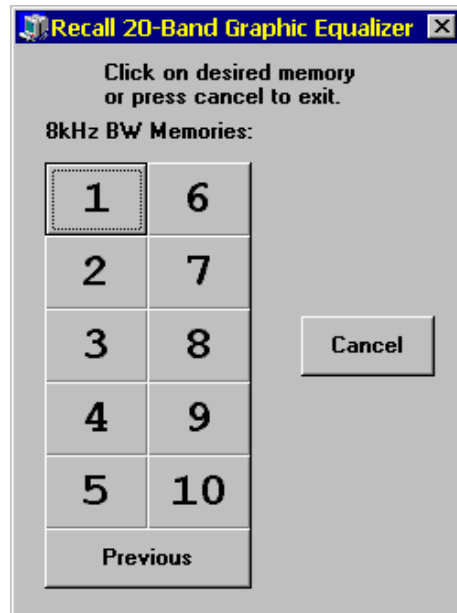 Recall 20-Band Graphic Equalizer
Click on desired memory
or press cancel to exit.
8kHz BW Memories:
1 6
2 7
3 8
Cancel
4 9
5 10
Previous